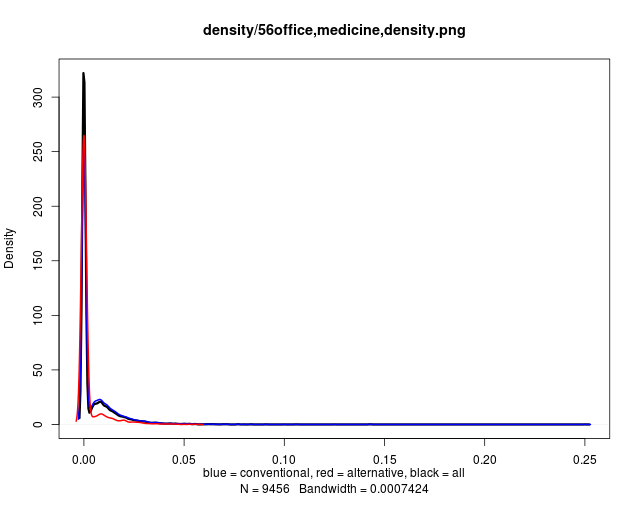 density/56office,medicine,density.png
Density
0
50
100
150
200
250
300
0.00 0.05 0.10 0.15 0.20 0.25
blue = conventional, red = alternative, black = all
N = 9456 Bandwidth = 0.0007424